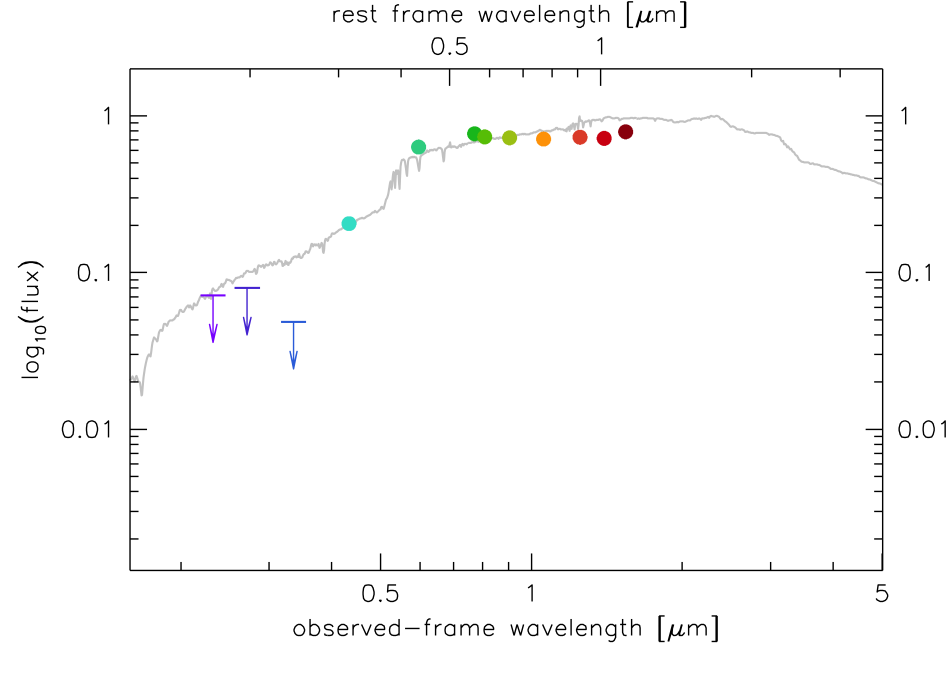 rest frame wavelength [μm]
0.5 1
1 1
0.1 0.1
log10(flux)
0.01 0.01
0.5 1 5
observed-frame wavelength [μm]